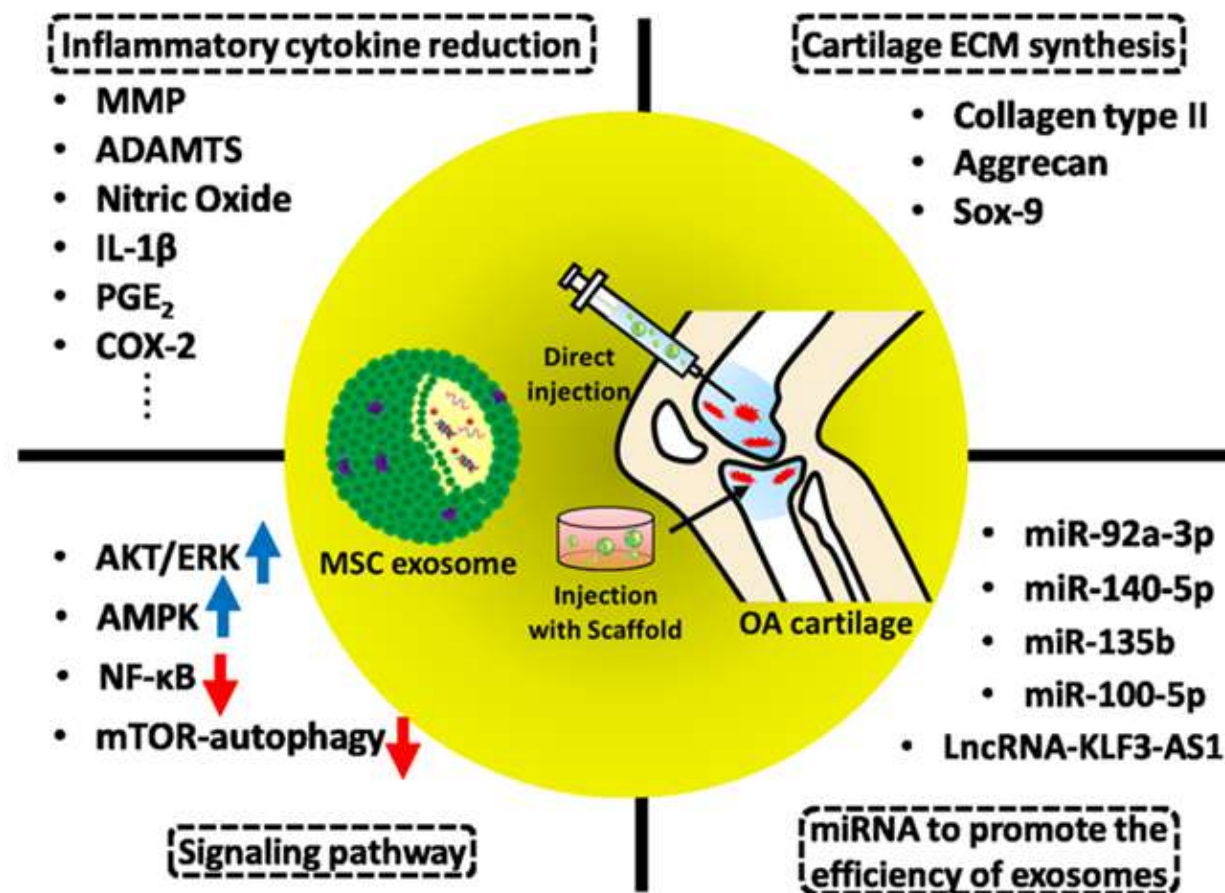 Inflammatory cytokine reduction
• MMP
• ADAMTS
• Nitric Oxide
• IL-1β
• PGE₂
• COX-2
Cartilage ECM synthesis
• Collagen type II
• Aggrecan
• Sox-9
Direct
injection
MSC exosome
Injection
with Scaffold
OA cartilage
• AKT/ERK
• AMPK
• NF-κB
• mTOR-autophagy
Signaling pathway
• miR-92a-3p
• miR-140-5p
• miR-135b
• miR-100-5p
• LncRNA-KLF3-AS1
miRNA to promote the
efficiency of exosomes